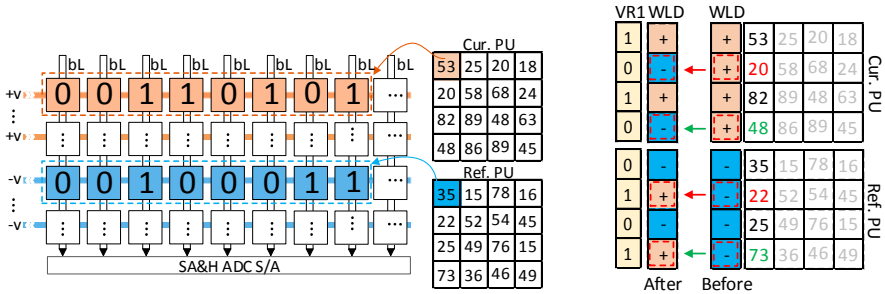 VR1 WLD WLD
Cur. PU
bL bL bL bL bL bL bL bL
53 25 20 18
20 58 68 24
82 89 48 63
48 86 89 45
+v 0 0 1 1 0 1 0 1 ....
⋮
+v ⋮ ⋮ ⋮ ⋮ ⋮ ⋮ ⋮ ⋮ ....
Ref. PU
-v 0 0 1 0 0 0 1 1 ....
⋮
-v ⋮ ⋮ ⋮ ⋮ ⋮ ⋮ ⋮ ⋮ ....
35 15 78 16
22 52 54 45
25 49 76 15
73 36 46 49
SA&H ADC S/A
1 + + 53 25 20 18
0 - + 20 58 68 24
1 + + 82 89 48 63
0 - + 48 86 89 45
Cur. PU
0 - - 35 15 78 16
1 + - 22 52 54 45
0 - - 25 49 76 15
1 + - 73 36 46 49
Ref. PU
After Before